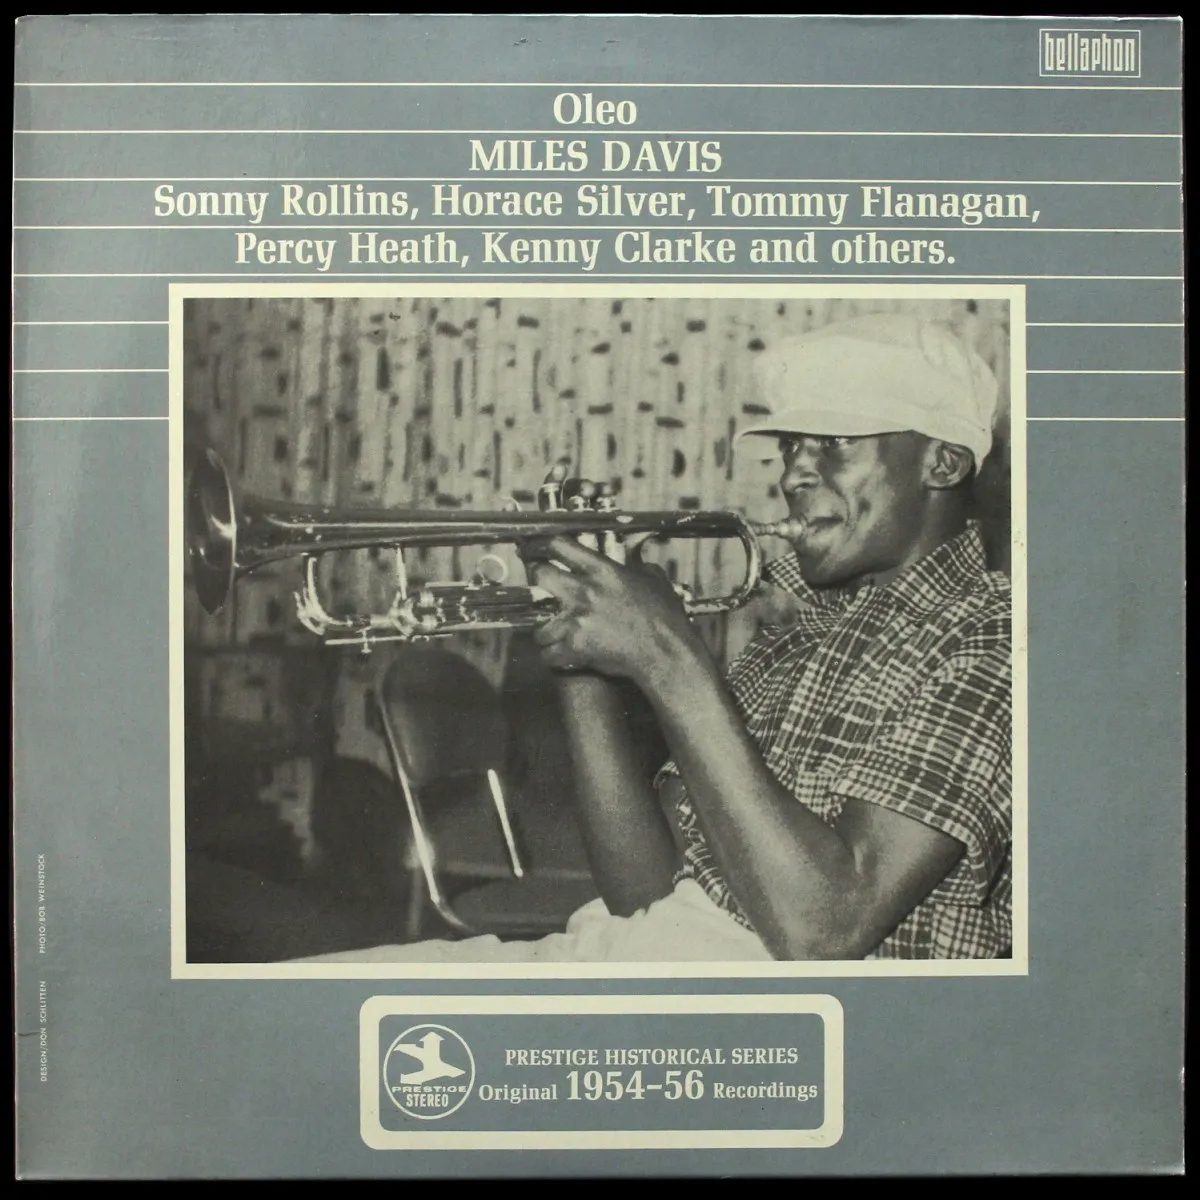 bellaphon
Oleo
MILES DAVIS
Sonny Rollins, Horace Silver, Tommy Flanagan,
Percy Heath, Kenny Clarke and others.
DESIGN/DON SCHLITTEN PHOTO/BOB WEINSTOCK
PRESTIGE
STEREO
PRESTIGE HISTORICAL SERIES
Original 1954-56 Recordings